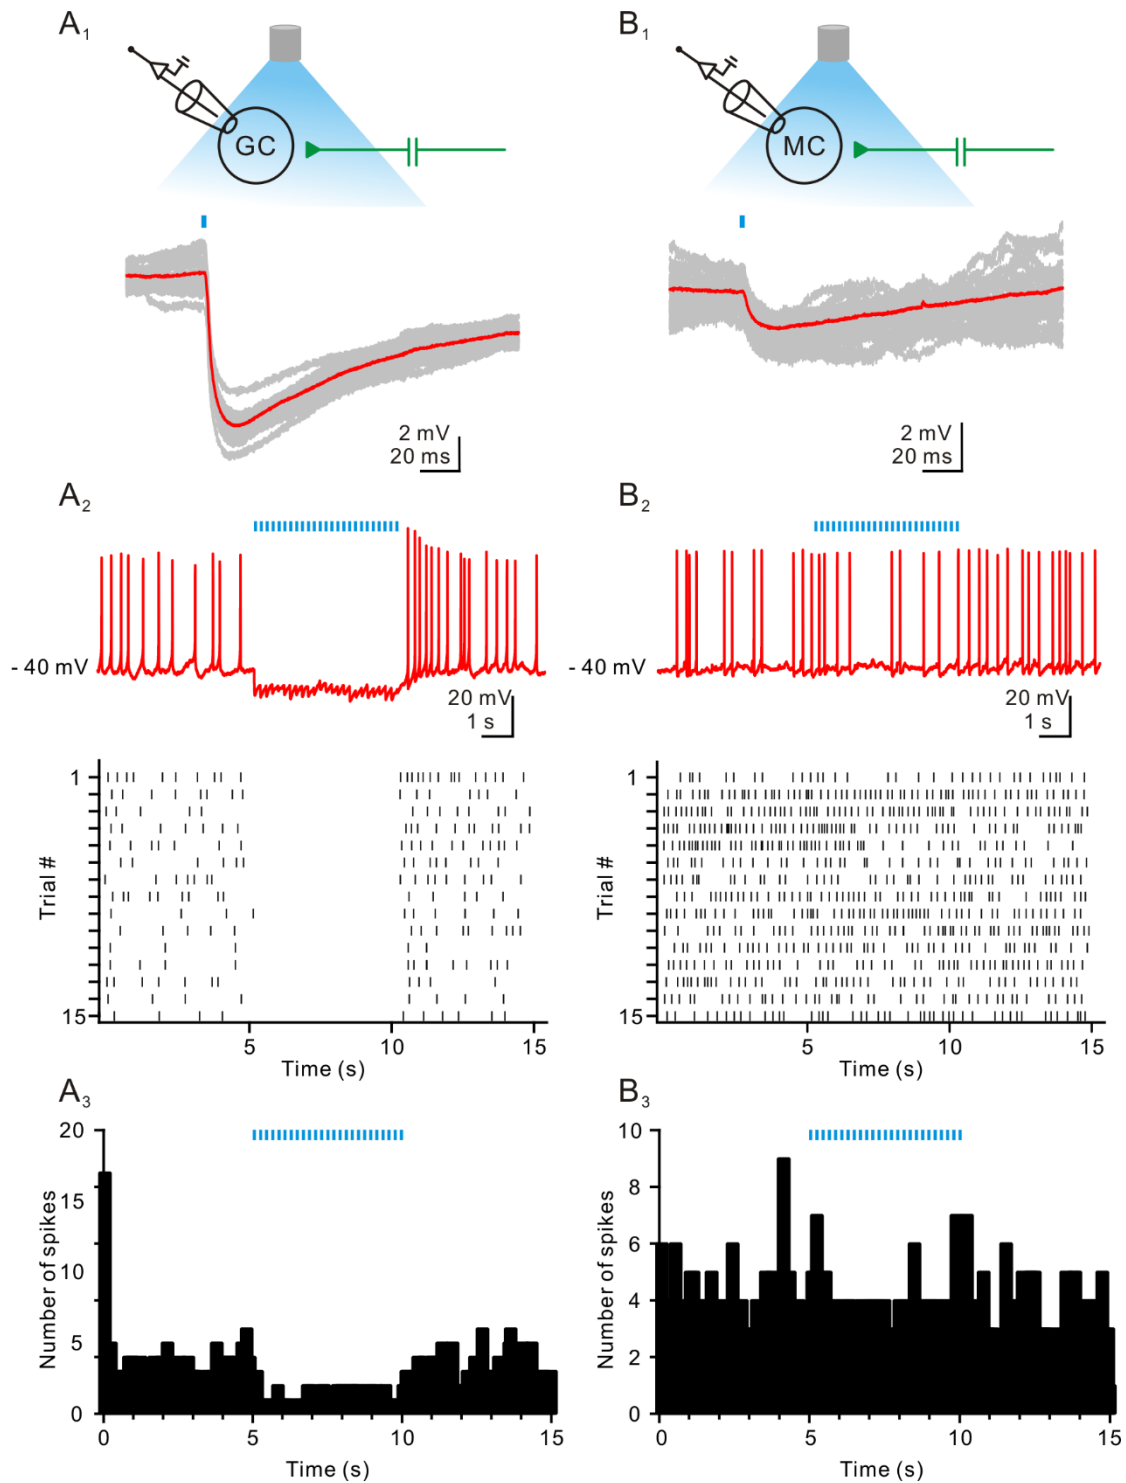 A1
B1
GC
MC
2 mV
20 ms
2 mV
20 ms
A2
B2
- 40 mV
20 mV
1 s
- 40 mV
20 mV
1 s
1
Trial #
15
5
10
15
Time (s)
1
Trial #
15
5
10
15
Time (s)
A3
20
15
10
5
0
Number of spikes
0
5
10
15
Time (s)
B3
10
8
6
4
2
0
Number of spikes
0
5
10
15
Time (s)